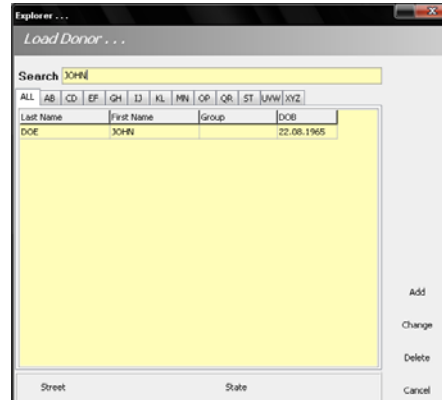 Explorer . . .
Load Donor . . .
Search JOHN
ALL AB CD EF GH IJ KL MN OP QR ST UVW XYZ
Last Name First Name Group DOB
DOE JOHN 22.08.1965
Add
Change
Delete
Street State Cancel